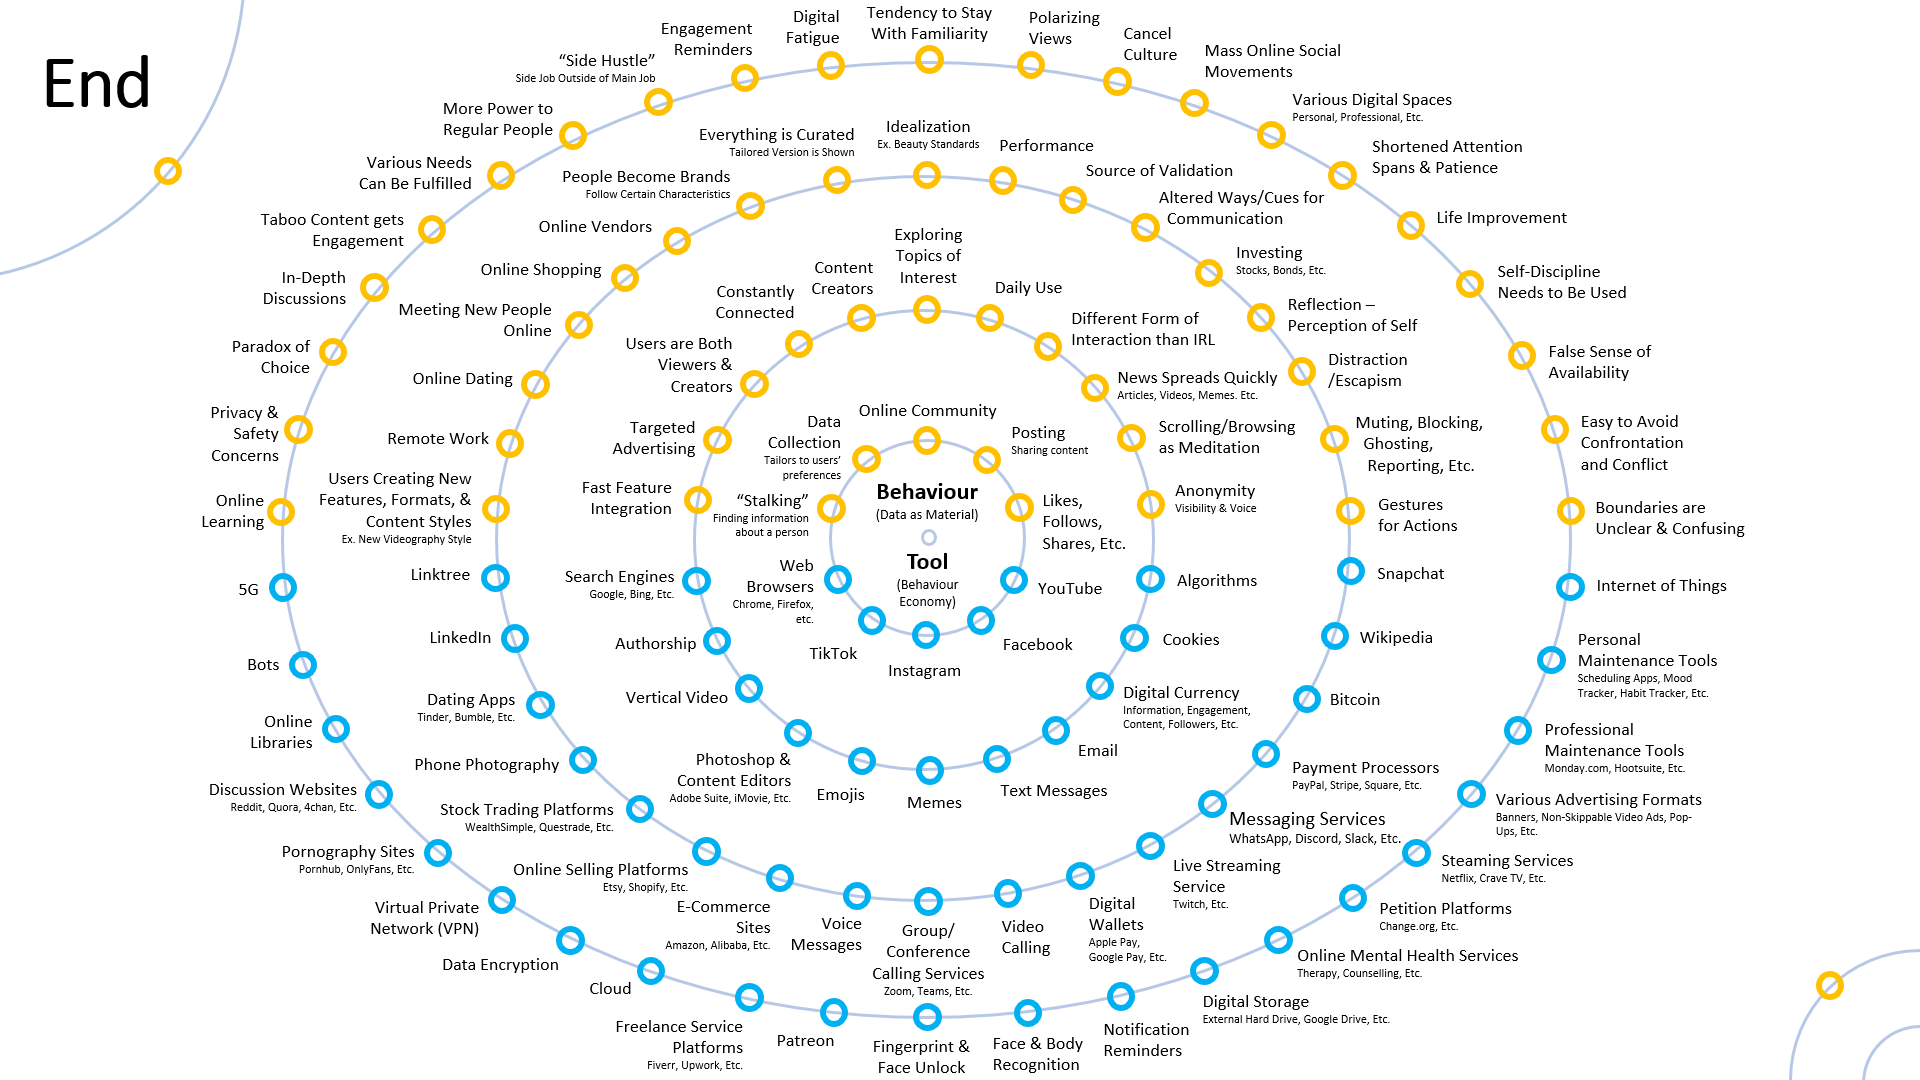 End
Tendency to Stay
With Familiarity
Polarizing
Views
Cancel
Culture
Mass Online Social
Movements
Various Digital Spaces
Personal, Professional, Etc.
Shortened Attention
Spans & Patience
Life Improvement
Self-Discipline
Needs to Be Used
False Sense of
Availability
Easy to Avoid
Confrontation
and Conflict
Boundaries are
Unclear & Confusing
Digital
Fatigue
Engagement
Reminders
“Side Hustle”
Side Job Outside of Main Job
More Power to
Regular People
Various Needs
Can Be Fulfilled
Taboo Content gets
Engagement
In-Depth
Discussions
Paradox of
Choice
Privacy &
Safety
Concerns
Online
Learning
Idealization
Ex. Beauty Standards
Performance
Source of Validation
Altered Ways/Cues for
Communication
Investing
Stocks, Bonds, Etc.
Reflection –
Perception of Self
Distraction
/Escapism
Muting, Blocking,
Ghosting,
Reporting, Etc.
Gestures
for Actions
Everything is Curated
Tailored Version is Shown
People Become Brands
Follow Certain Characteristics
Online Vendors
Online Shopping
Meeting New People
Online
Online Dating
Remote Work
Users Creating New
Features, Formats, &
Content Styles
Ex. New Videography Style
Exploring
Topics of
Interest
Daily Use
Different Form of
Interaction than IRL
News Spreads Quickly
Articles, Videos, Memes. Etc.
Scrolling/Browsing
as Meditation
Anonymity
Visibility & Voice
Content
Creators
Constantly
Connected
Users are Both
Viewers &
Creators
Targeted
Advertising
Fast Feature
Integration
Online Community
Posting
Sharing content
Likes,
Follows,
Shares, Etc.
Data
Collection
Tailors to users’
preferences
“Stalking”
Finding information
about a person
Behaviour
(Data as Material)
Tool
(Behaviour
Economy)
Web
Browsers
Chrome, Firefox,
etc.
TikTok
Instagram
Facebook
YouTube
Search Engines
Google, Bing, Etc.
Authorship
Vertical Video
Photoshop &
Content Editors
Adobe Suite, iMovie, Etc.
Emojis
Memes
Text Messages
Email
Digital Currency
Information, Engagement,
Content, Followers, Etc.
Cookies
Algorithms
Linktree
LinkedIn
Dating Apps
Tinder, Bumble, Etc.
Phone Photography
Stock Trading Platforms
WealthSimple, Questrade, Etc.
Online Selling Platforms
Etsy, Shopify, Etc.
E-Commerce
Sites
Amazon, Alibaba, Etc.
Voice
Messages
Group/
Conference
Calling Services
Zoom, Teams, Etc.
Video
Calling
Digital
Wallets
Apple Pay,
Google Pay, Etc.
Live Streaming
Service
Twitch, Etc.
Messaging Services
WhatsApp, Discord, Slack, Etc.
Payment Processors
PayPal, Stripe, Square, Etc.
Bitcoin
Wikipedia
Snapchat
5G
Bots
Online
Libraries
Discussion Websites
Reddit, Quora, 4chan, Etc.
Pornography Sites
Pornhub, OnlyFans, Etc.
Virtual Private
Network (VPN)
Data Encryption
Cloud
Freelance Service
Platforms
Fiverr, Upwork, Etc.
Patreon
Fingerprint &
Face Unlock
Face & Body
Recognition
Notification
Reminders
Digital Storage
External Hard Drive, Google Drive, Etc.
Online Mental Health Services
Therapy, Counselling, Etc.
Petition Platforms
Change.org, Etc.
Steaming Services
Netflix, Crave TV, Etc.
Various Advertising Formats
Banners, Non-Skippable Video Ads, Pop-
Ups, Etc.
Professional
Maintenance Tools
Monday.com, Hootsuite, Etc.
Personal
Maintenance Tools
Scheduling Apps, Mood
Tracker, Habit Tracker, Etc.
Internet of Things